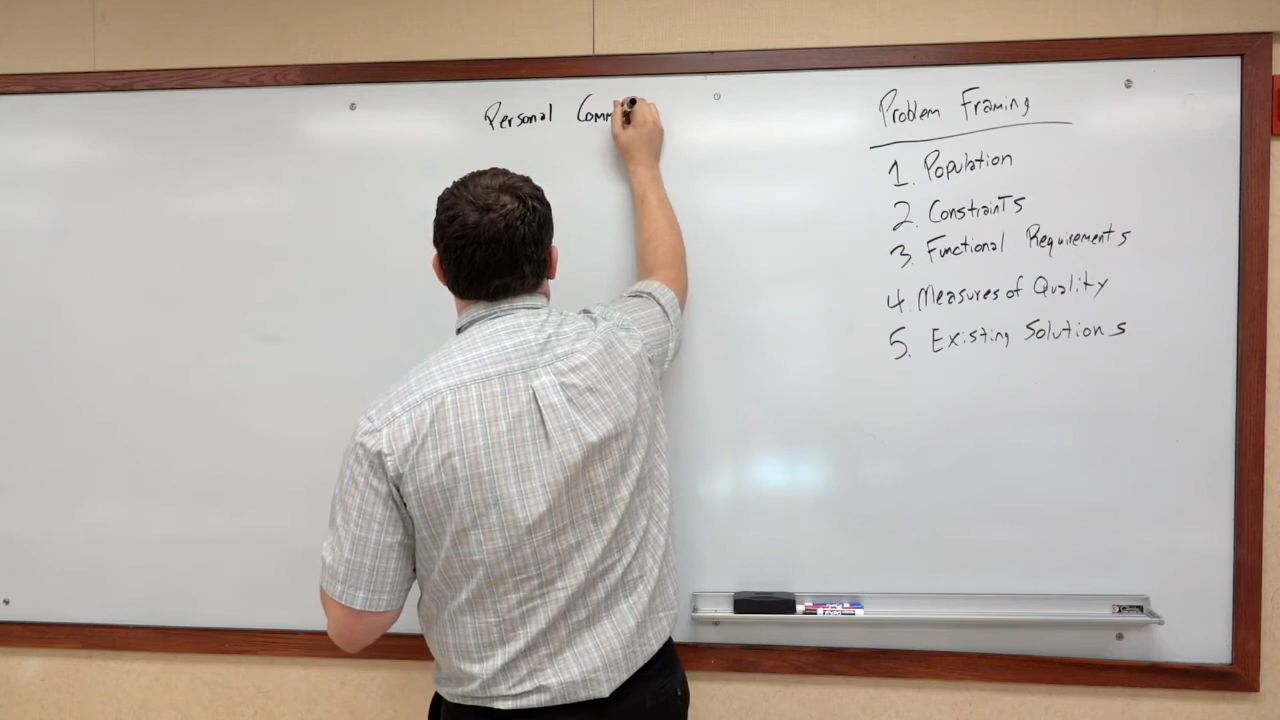 Personal Comm
Problem Framing
1. Population
2. Constraints
3. Functional Requirements
4. Measures of Quality
5. Existing Solutions